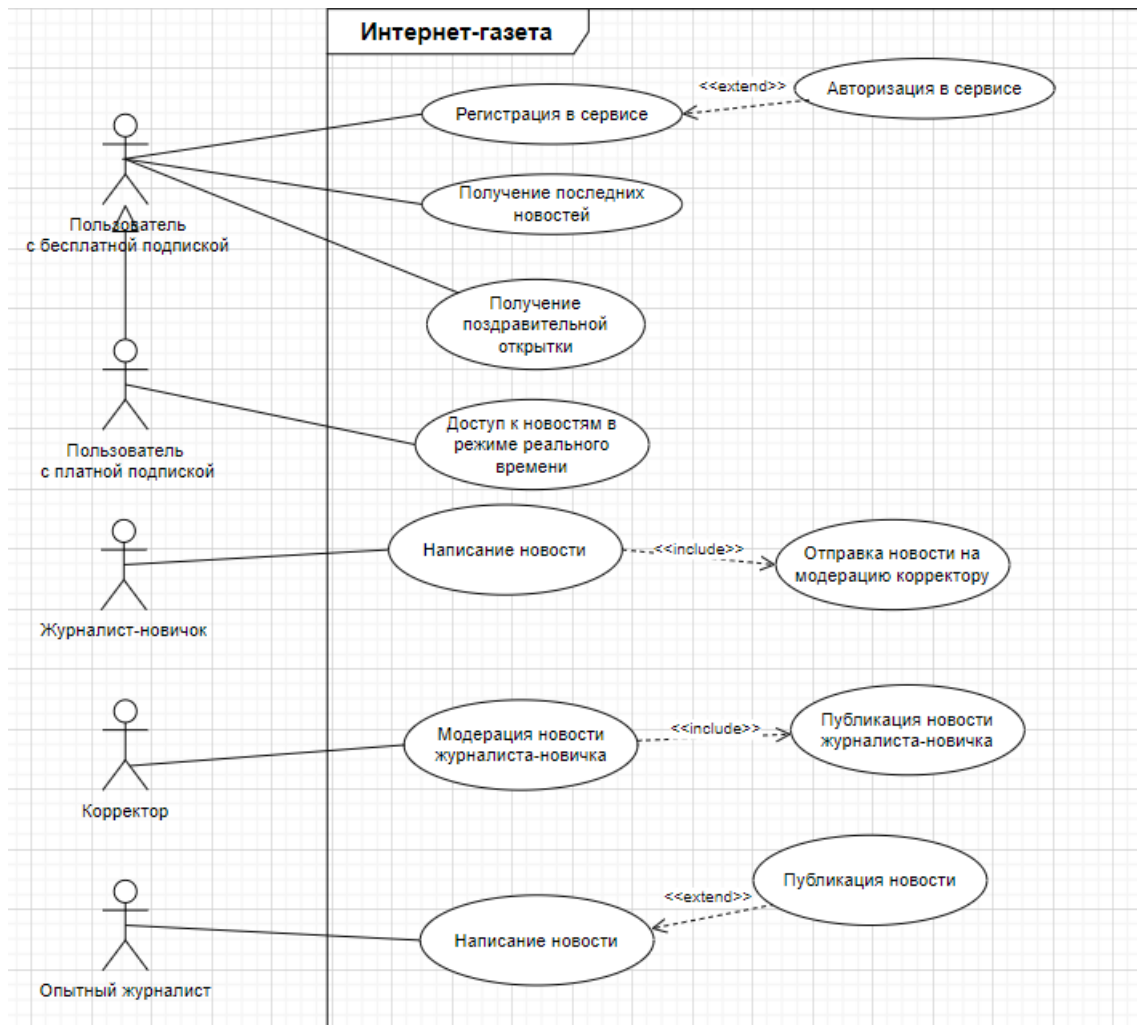 Интернет-газета
Регистрация в сервисе
<<extend>>
Авторизация в сервисе
Пользователь
с бесплатной подпиской
Получение последних
новостей
Получение
поздравительной
открытки
Пользователь
с платной подпиской
Доступ к новостям в
режиме реального
времени
Журналист-новичок
Написание новости
<<include>>
Отправка новости на
модерацию корректору
Корректор
Модерация новости
журналиста-новичка
<<include>>
Публикация новости
журналиста-новичка
Опытный журналист
Написание новости
<<extend>>
Публикация новости